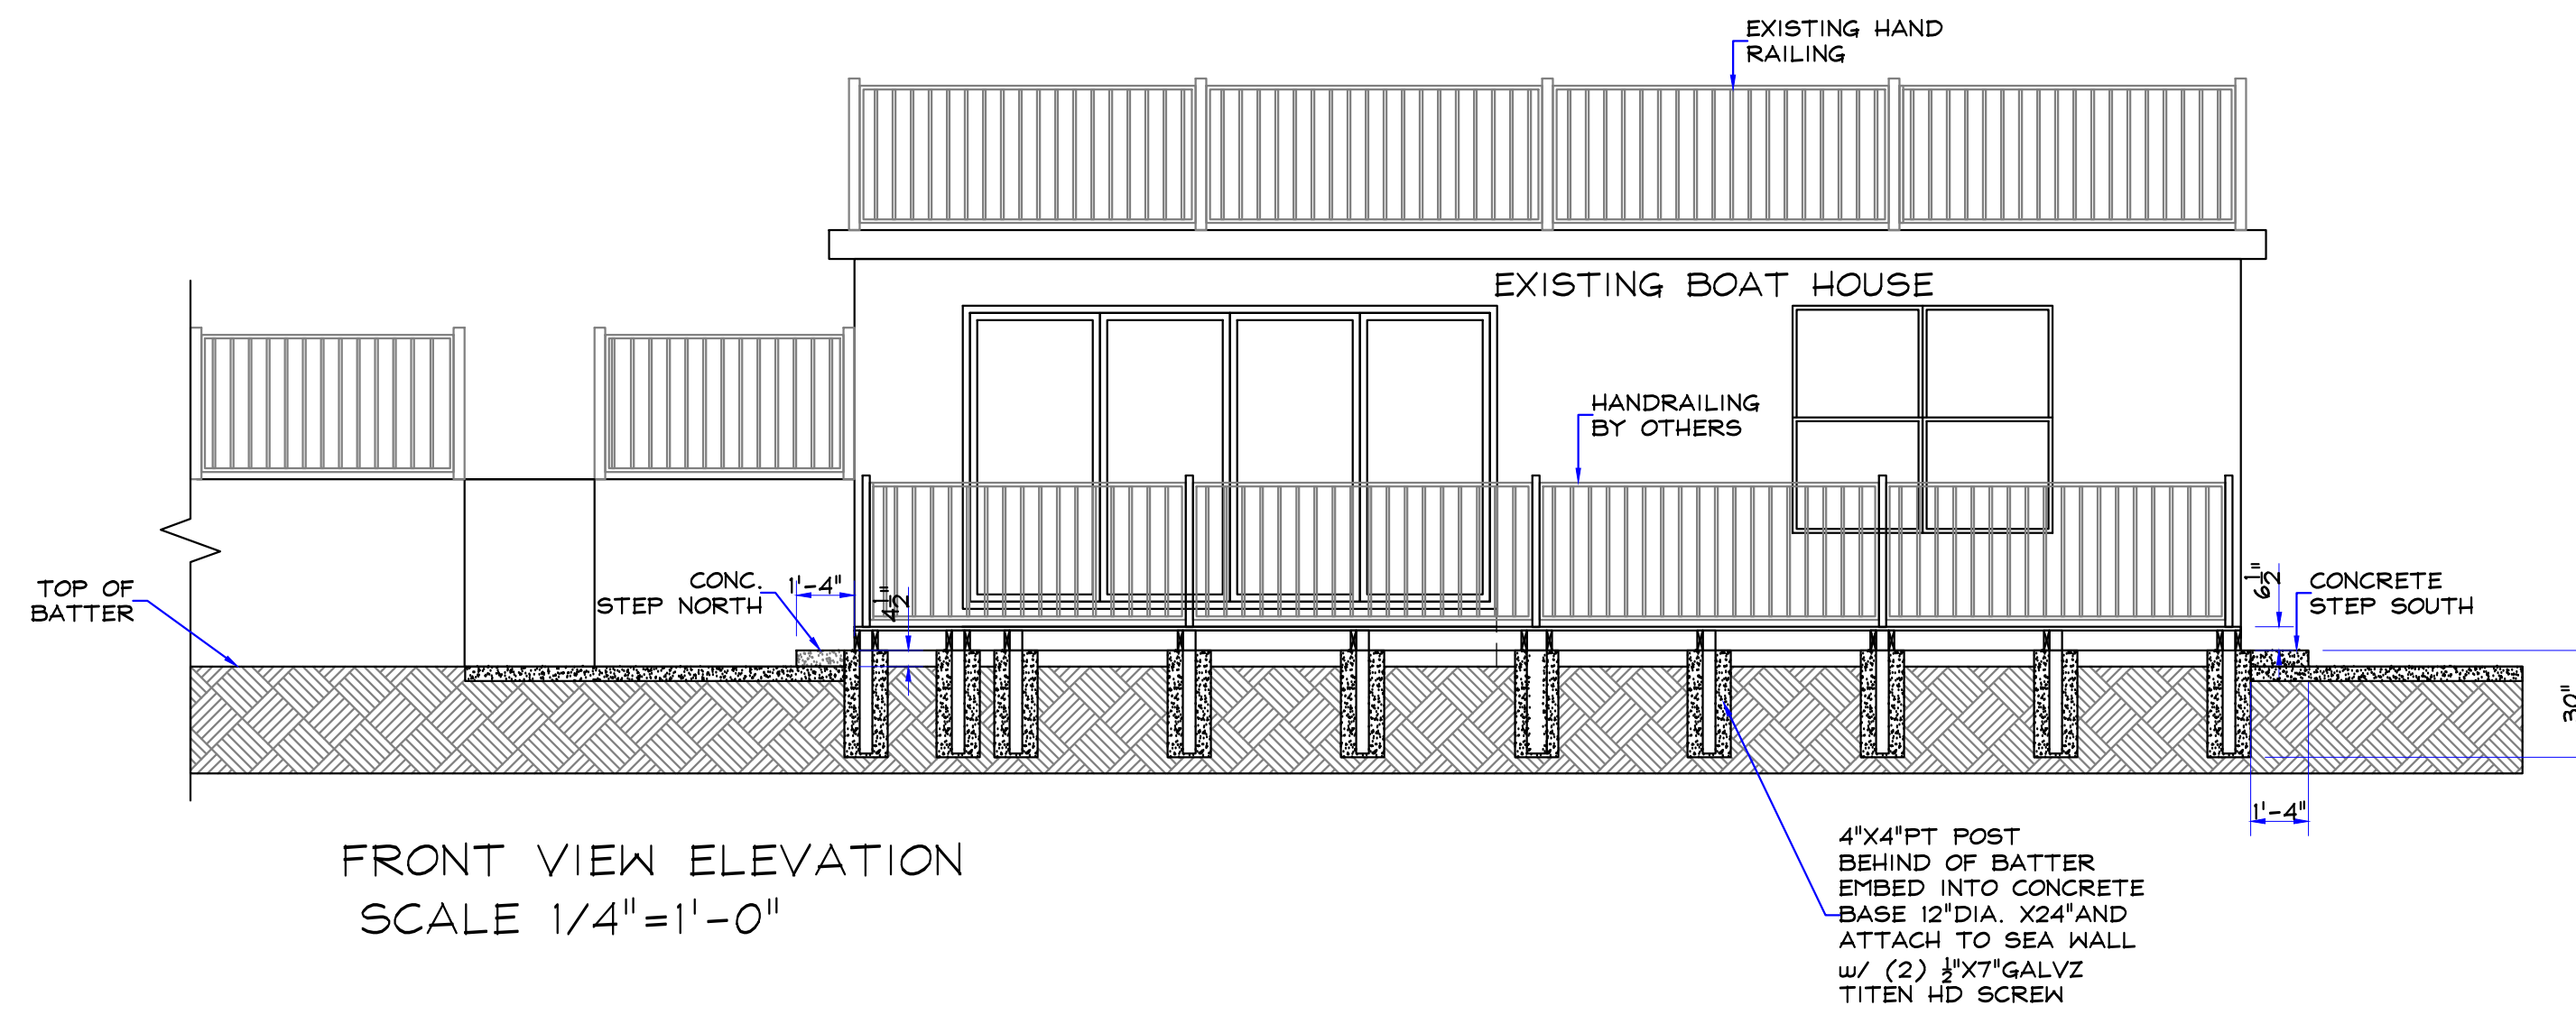 EXISTING HAND
RAILING
EXISTING BOAT HOUSE
HANDRAILING
BY OTHERS
TOP OF
BATTER
CONC.
STEP NORTH
1'-4"
4½"
6½"
CONCRETE
STEP SOUTH
30"
1'-4"
4"X4"PT POST
BEHIND OF BATTER
EMBED INTO CONCRETE
BASE 12"DIA. X24"AND
ATTACH TO SEA WALL
w/ (2) ½"X7"GALVZ
TITEN HD SCREW
FRONT VIEW ELEVATION
SCALE 1/4"=1'-0"